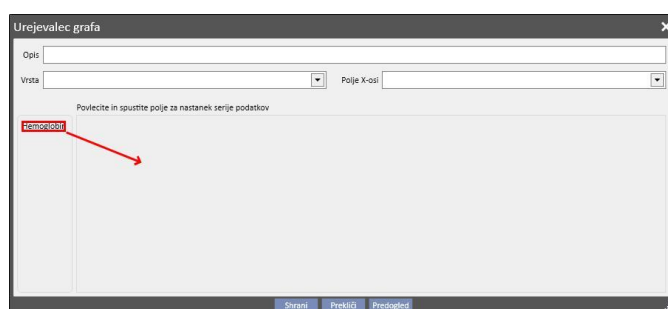 Urejevalec grafa
Opis
Vrsta Polje X-osi
Povlecite in spustite polje za nastanek serije podatkov
Hemoglobin
Shrani Prekliči Predogled